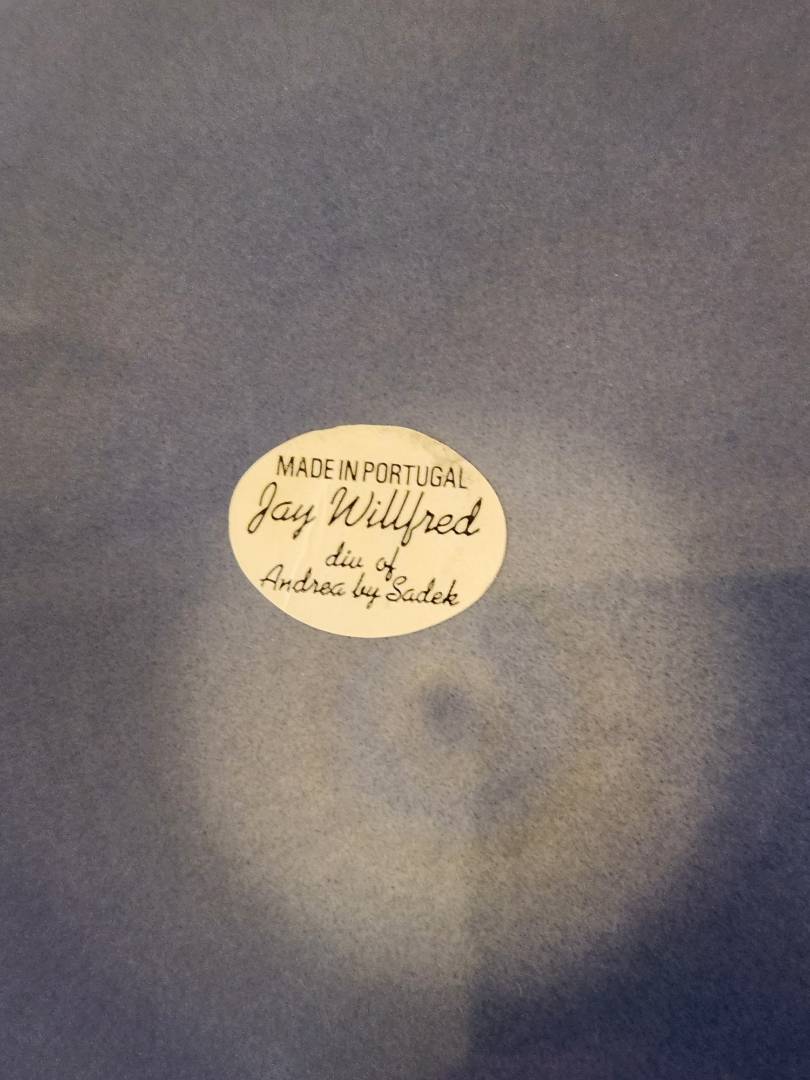 MADE IN PORTUGAL
Jay Willfred
div of
Andrea by Sadek